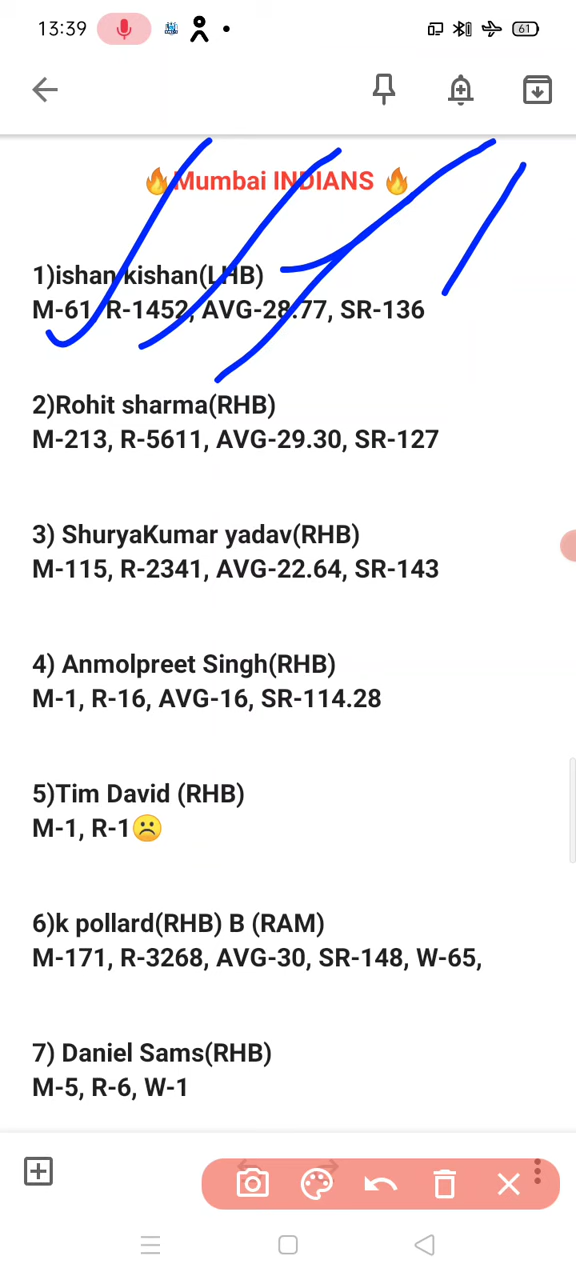 13:39
61
🔥Mumbai INDIANS 🔥
1)ishan kishan(LHB)
M-61, R-1452, AVG-28.77, SR-136
2)Rohit sharma(RHB)
M-213, R-5611, AVG-29.30, SR-127
3) ShuryaKumar yadav(RHB)
M-115, R-2341, AVG-22.64, SR-143
4) Anmolpreet Singh(RHB)
M-1, R-16, AVG-16, SR-114.28
5)Tim David (RHB)
M-1, R-1☹️
6)k pollard(RHB) B (RAM)
M-171, R-3268, AVG-30, SR-148, W-65,
7) Daniel Sams(RHB)
M-5, R-6, W-1